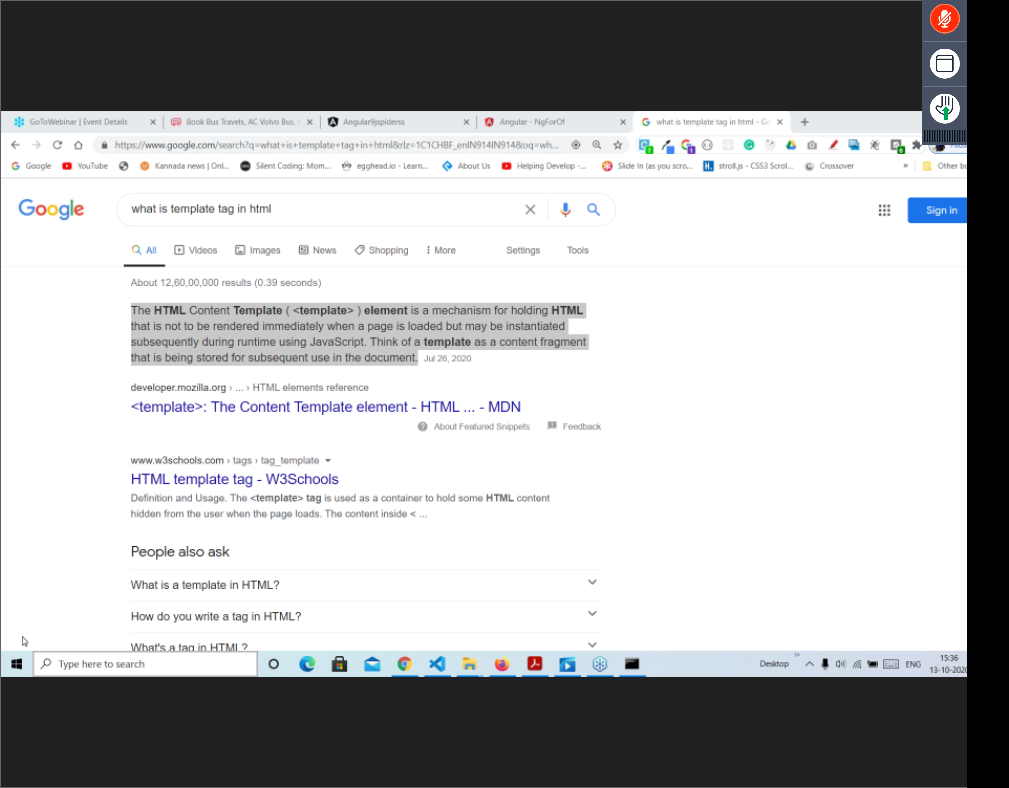 GoToWebinar | Event Details
Book Bus Travels, AC Volvo Bus,
Angular9jspiderss
Angular - NgForOf
what is template tag in html - Go
https://www.google.com/search?q=what+is+template+tag+in+html&rlz=1C1CHBF_enIN914IN914&oq=wh...
Google
YouTube
Kannada news | Onl...
Silent Coding: Mom...
egghead.io - Learn...
About Us
Helping Develop -...
Slide In (as you scro...
stroll.js - CSS3 Scrol...
Crossover
»
Other bo
Google
what is template tag in html
Sign in
All
Videos
Images
News
Shopping
More
Settings
Tools
About 12,60,00,000 results (0.39 seconds)
The HTML Content Template ( <template> ) element is a mechanism for holding HTML
that is not to be rendered immediately when a page is loaded but may be instantiated
subsequently during runtime using JavaScript. Think of a template as a content fragment
that is being stored for subsequent use in the document. Jul 26, 2020
developer.mozilla.org › ... › HTML elements reference
<template>: The Content Template element - HTML ... - MDN
About Featured Snippets
Feedback
www.w3schools.com › tags › tag_template
HTML template tag - W3Schools
Definition and Usage. The <template> tag is used as a container to hold some HTML content
hidden from the user when the page loads. The content inside < ...
People also ask
What is a template in HTML?
How do you write a tag in HTML?
What's a tag in HTML?
Type here to search
Desktop
»
ENG
15:36
13-10-2020